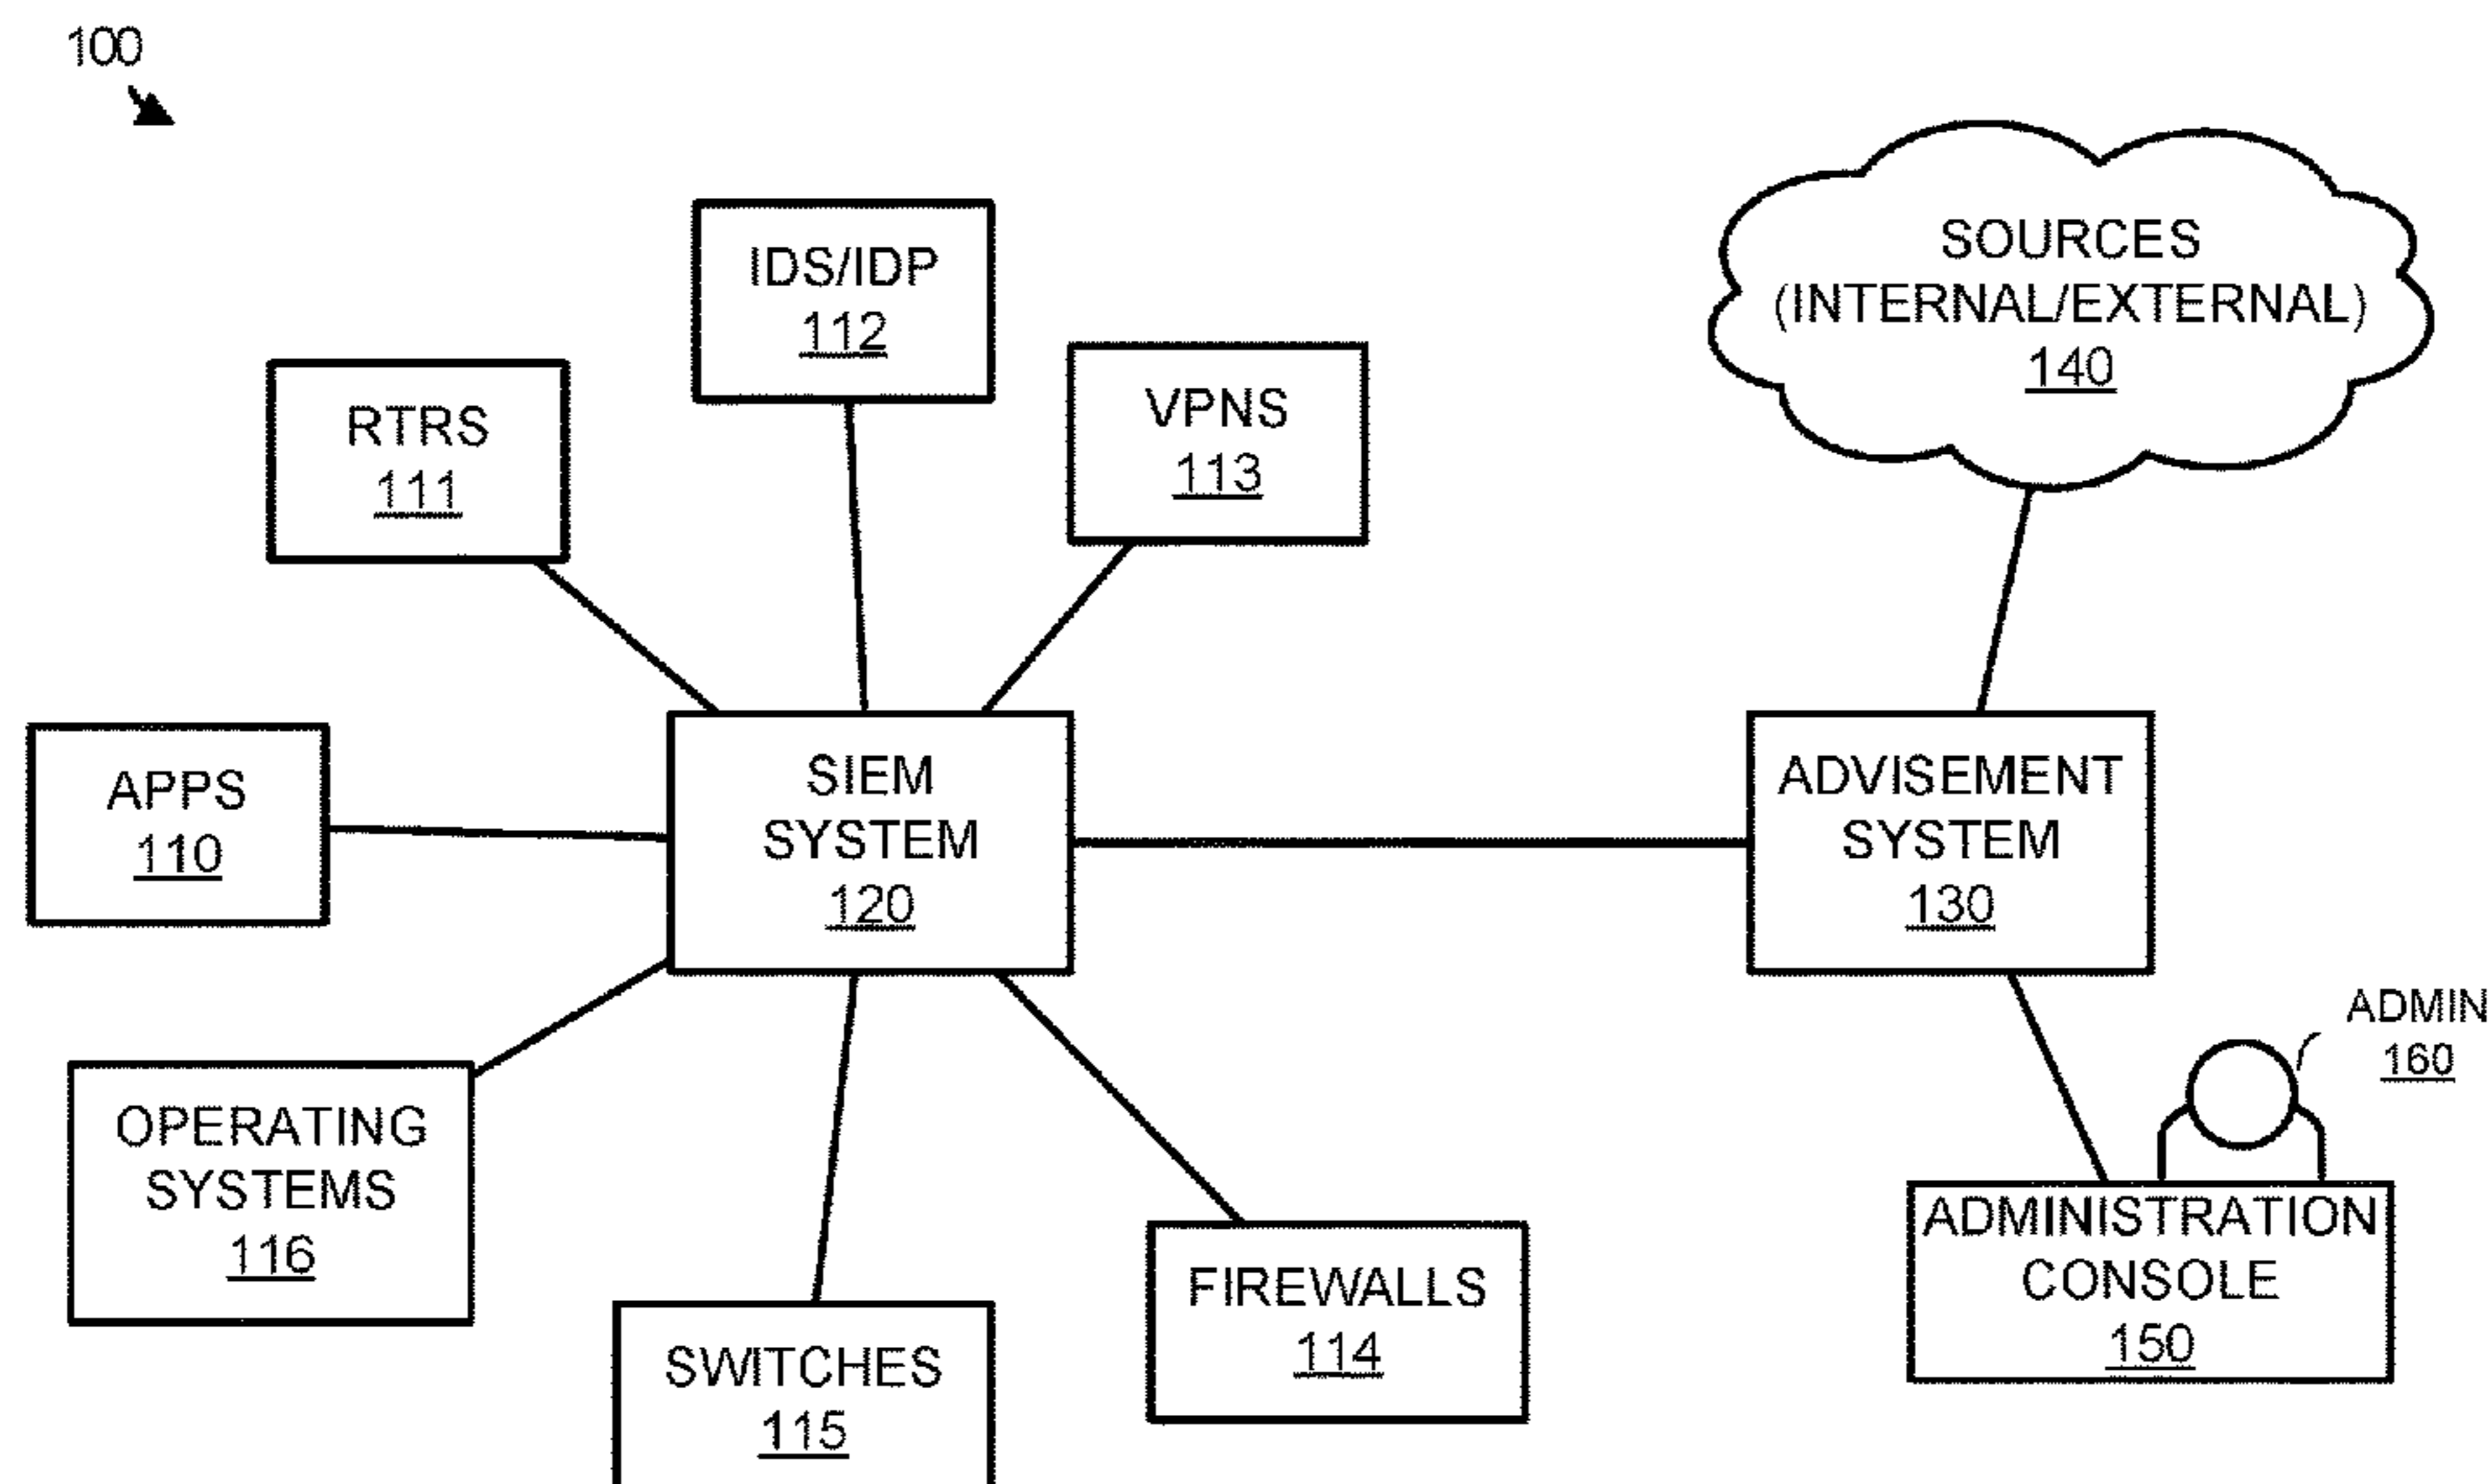 100
IDS/IDP
112
SOURCES
(INTERNAL/EXTERNAL)
140
RTRS
111
VPNS
113
APPS
110
SIEM
SYSTEM
120
ADVISEMENT
SYSTEM
130
ADMIN
160
OPERATING
SYSTEMS
116
SWITCHES
115
FIREWALLS
114
ADMINISTRATION
CONSOLE
150